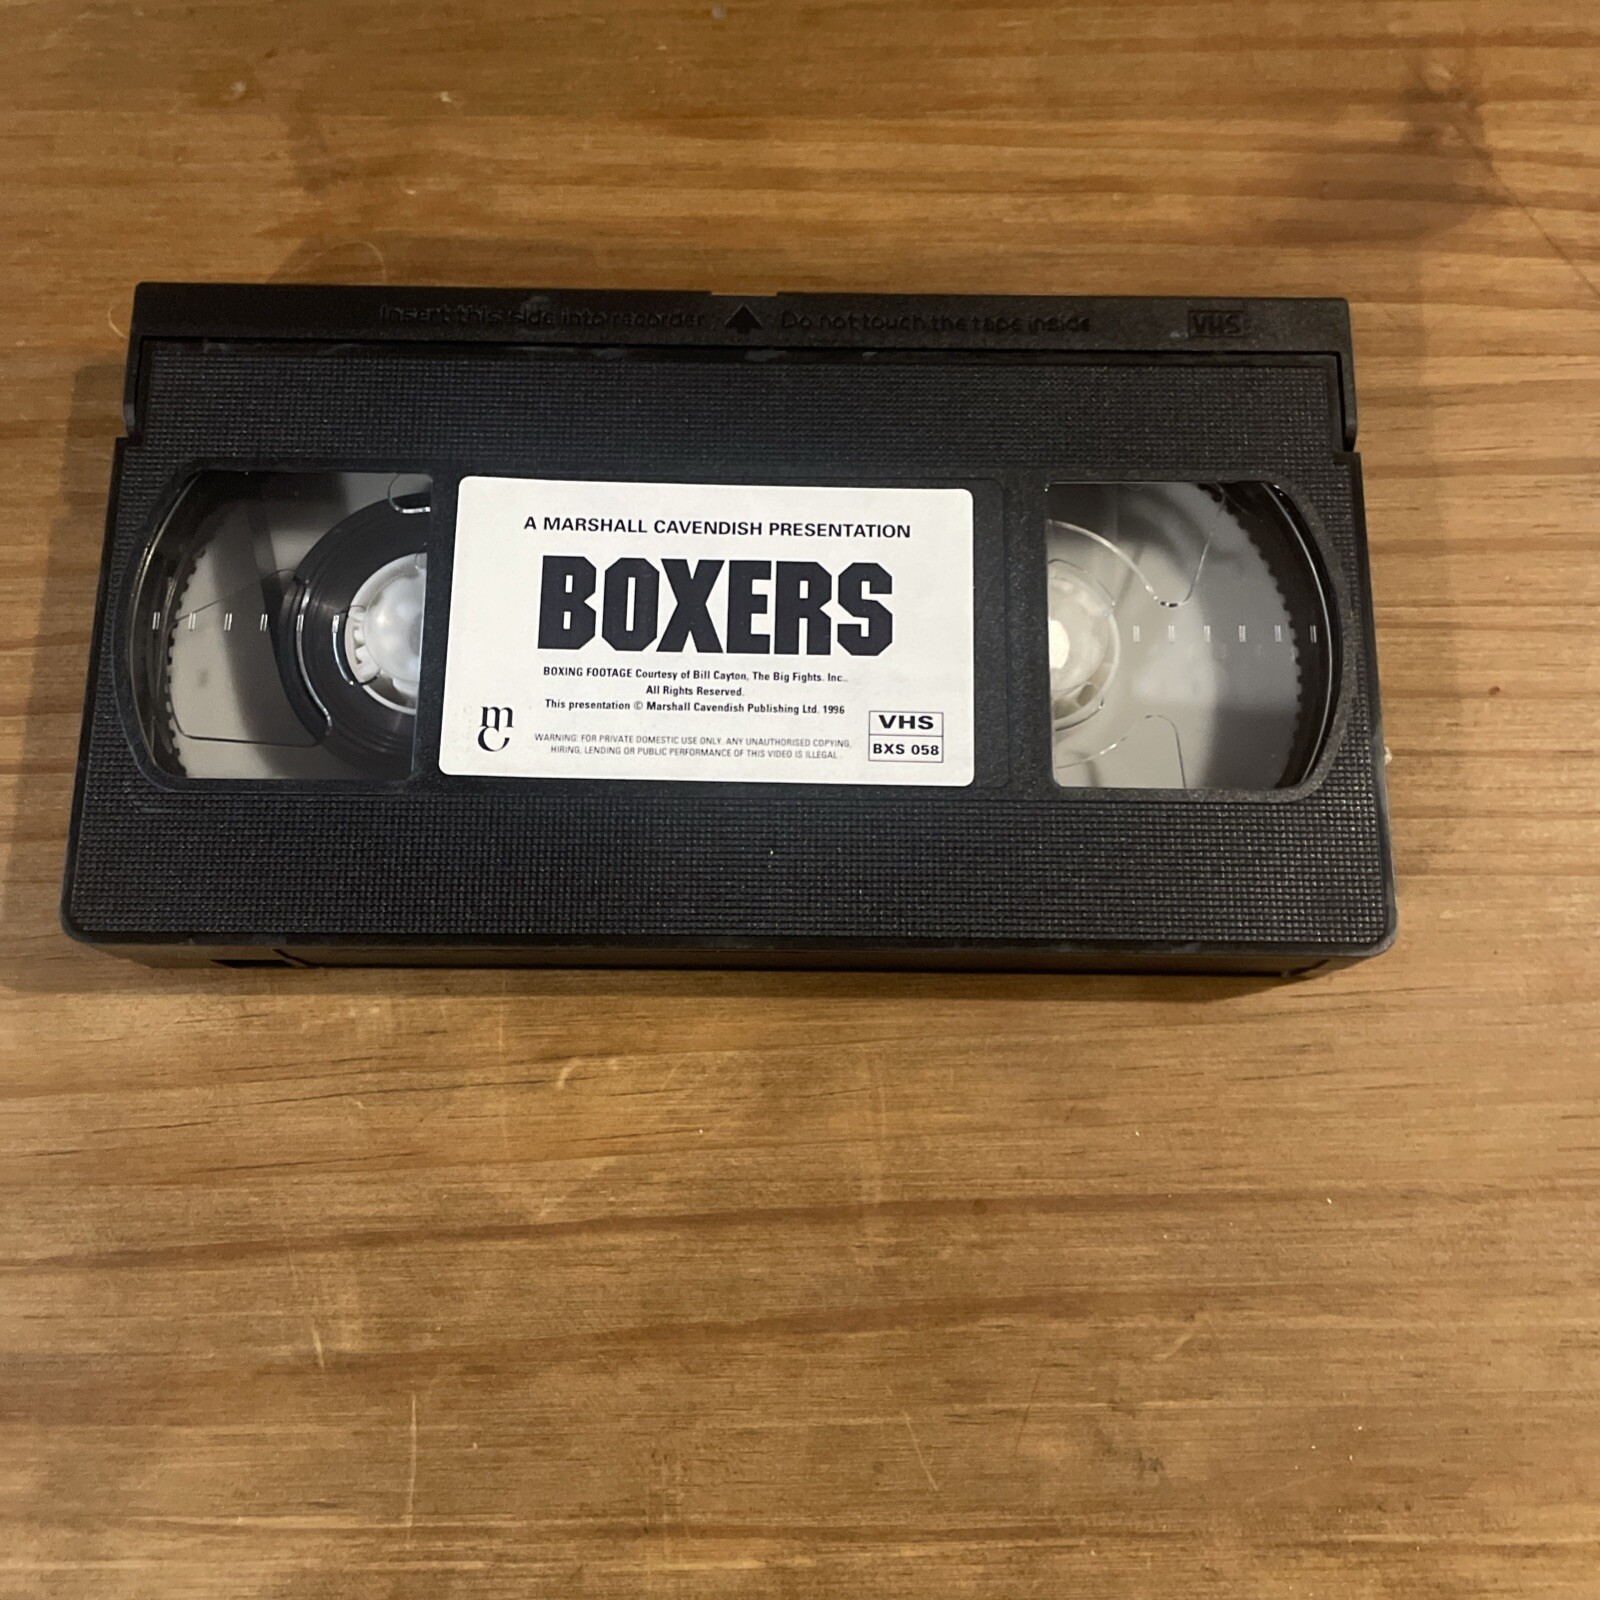 Insert this side into recorder Do not touch the tape inside VHS
A MARSHALL CAVENDISH PRESENTATION
BOXERS
BOXING FOOTAGE Courtesy of Bill Cayton, The Big Fights. Inc..
All Rights Reserved.
This presentation © Marshall Cavendish Publishing Ltd. 1996
mc
WARNING: FOR PRIVATE DOMESTIC USE ONLY. ANY UNAUTHORISED COPYING,
HIRING, LENDING OR PUBLIC PERFORMANCE OF THIS VIDEO IS ILLEGAL.
VHS
BXS 058